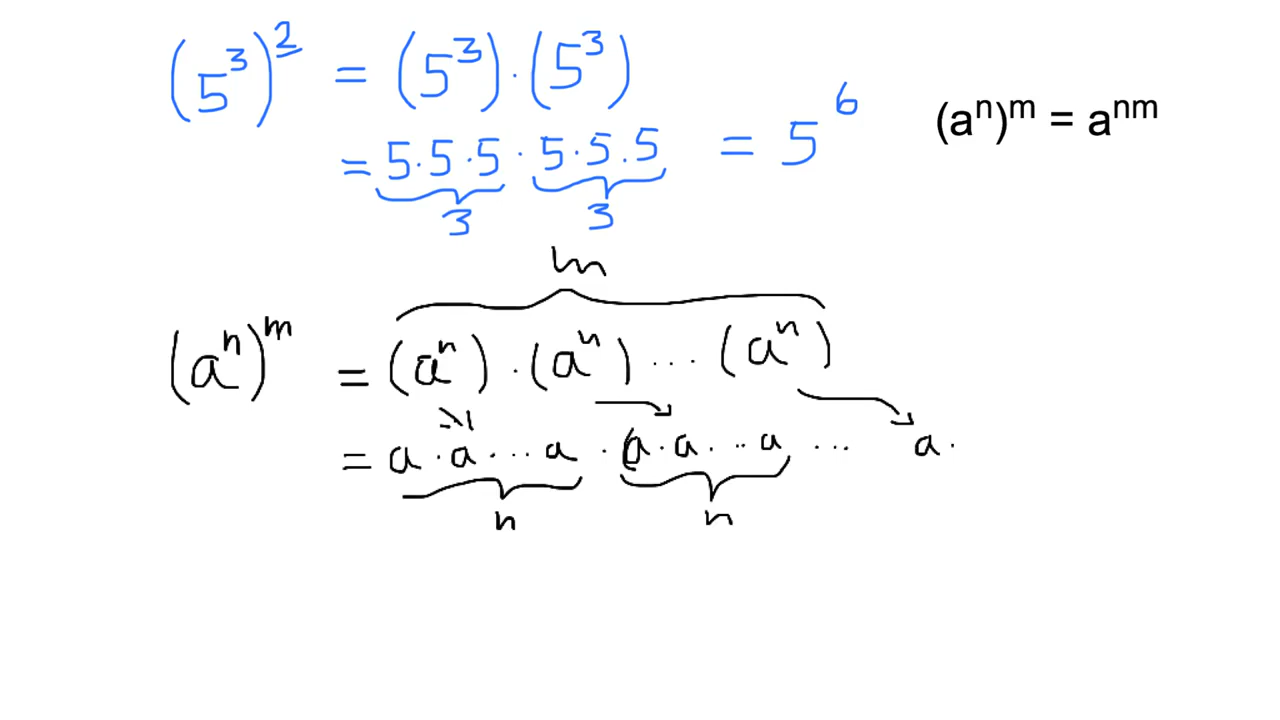 (5³)² = (5³)·(5³)
= 5·5·5 · 5·5·5 = 5⁶
3 3
(aⁿ)ᵐ = aⁿᵐ
m
(aⁿ)ᵐ = (aⁿ)·(aⁿ)···(aⁿ)
= a·a···a · a·a···a ··· a·
n n